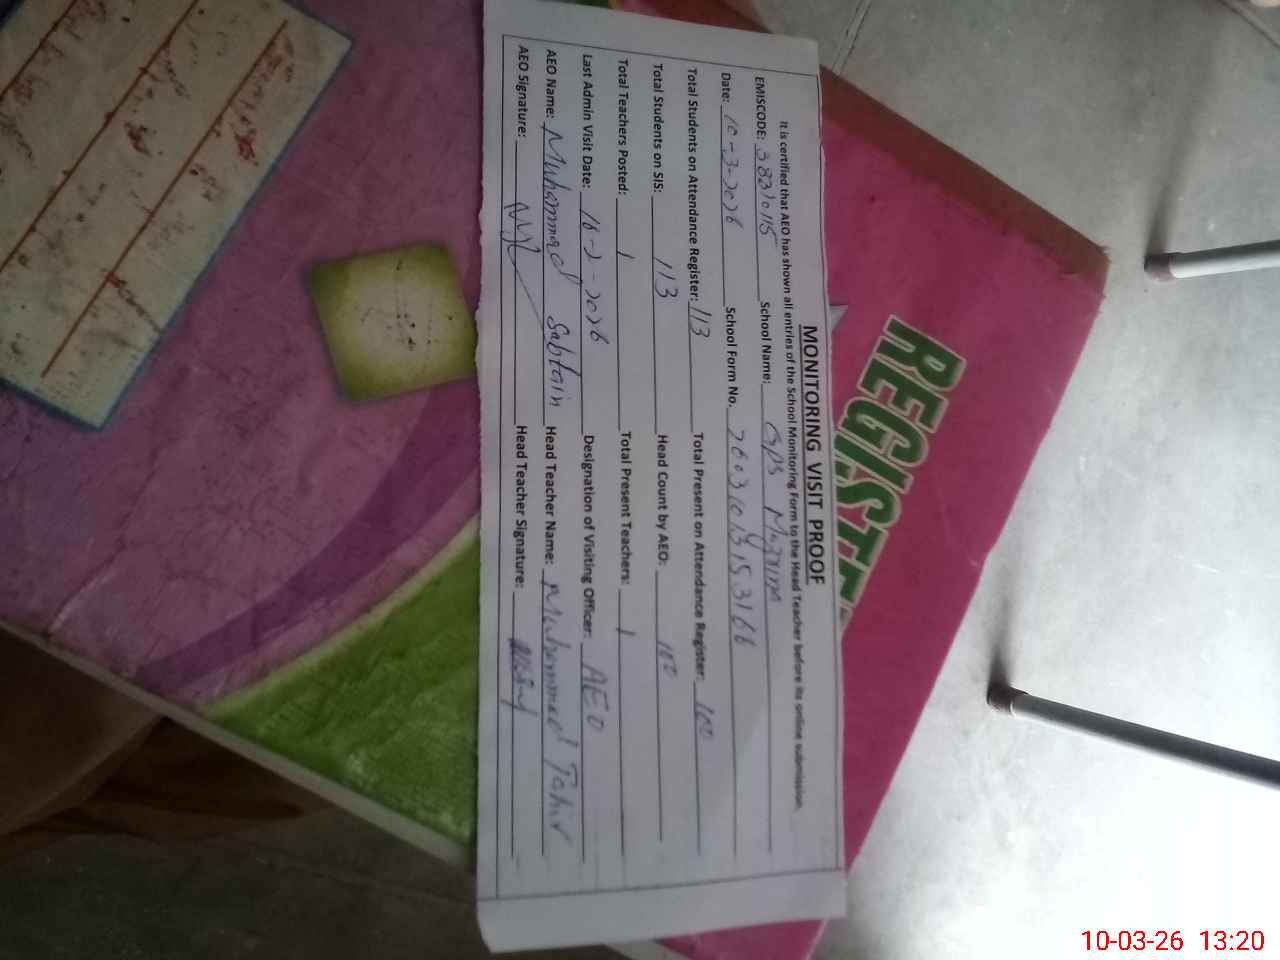 MONITORING VISIT PROOF
It is certified that AEO has shown all entries of the School Monitoring Form to the Head Teacher before its online submission.
EMISCODE: 38310115 School Name: GPS
Date: 10-3-2026 School Form No.
Total Students on Attendance Register: 113 Total Present on Attendance Register: 100
Total Students on SIS: 113 Head Count by AEO: 100
Total Teachers Posted: 1 Total Present Teachers: 1
Last Admin Visit Date: 16-2-2026 Designation of Visiting Officer: AEO
AEO Name: Muhammad Sabtain Head Teacher Name: Muhammad Tahir
AEO Signature: Head Teacher Signature:
REGISTE
10-03-26 13:20